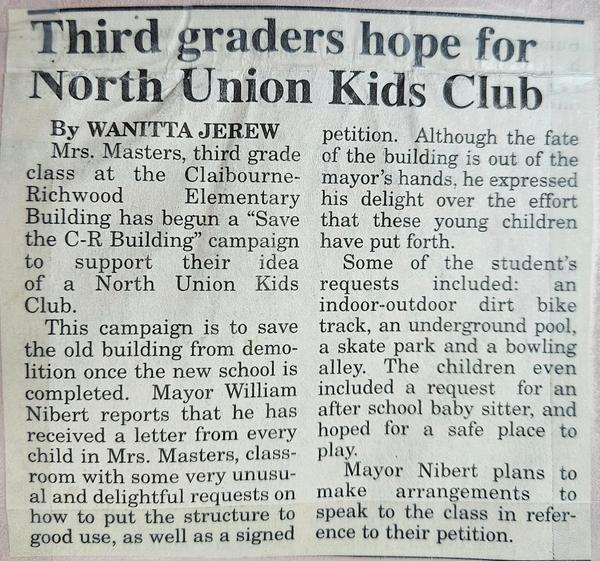 Third graders hope for
North Union Kids Club
By WANITTA JEREW
Mrs. Masters, third grade
class at the Claibourne-
Richwood Elementary
Building has begun a "Save
the C-R Building" campaign
to support their idea
of a North Union Kids
Club.
This campaign is to save
the old building from demo-
lition once the new school is
completed. Mayor William
Nibert reports that he has
received a letter from every
child in Mrs. Masters, class-
room with some very unusu-
al and delightful requests on
how to put the structure to
good use, as well as a signed
petition. Although the fate
of the building is out of the
mayor's hands, he expressed
his delight over the effort
that these young children
have put forth.
Some of the student's
requests included: an
indoor-outdoor dirt bike
track, an underground pool,
a skate park and a bowling
alley. The children even
included a request for an
after school baby sitter, and
hoped for a safe place to
play.
Mayor Nibert plans to
make arrangements to
speak to the class in refer-
ence to their petition.